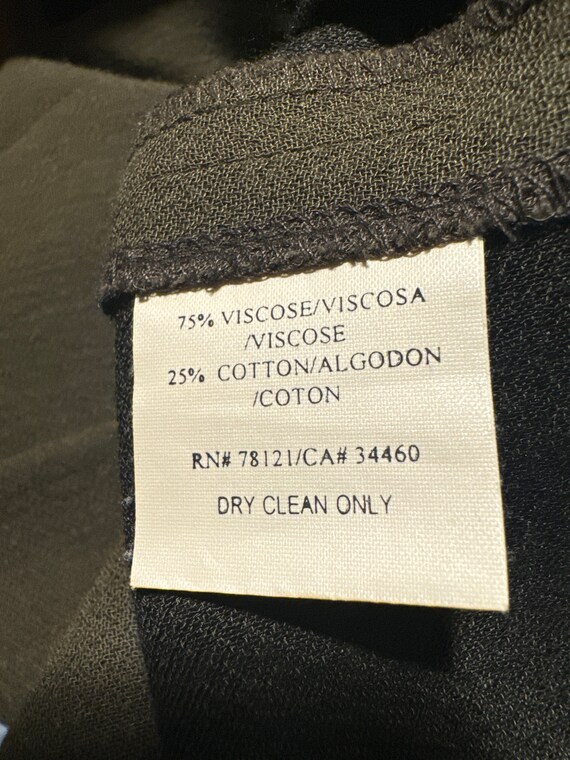 75% VISCOSE/VISCOSA
/VISCOSE
25% COTTON/ALGODON
/COTON
RN# 78121/CA# 34460
DRY CLEAN ONLY